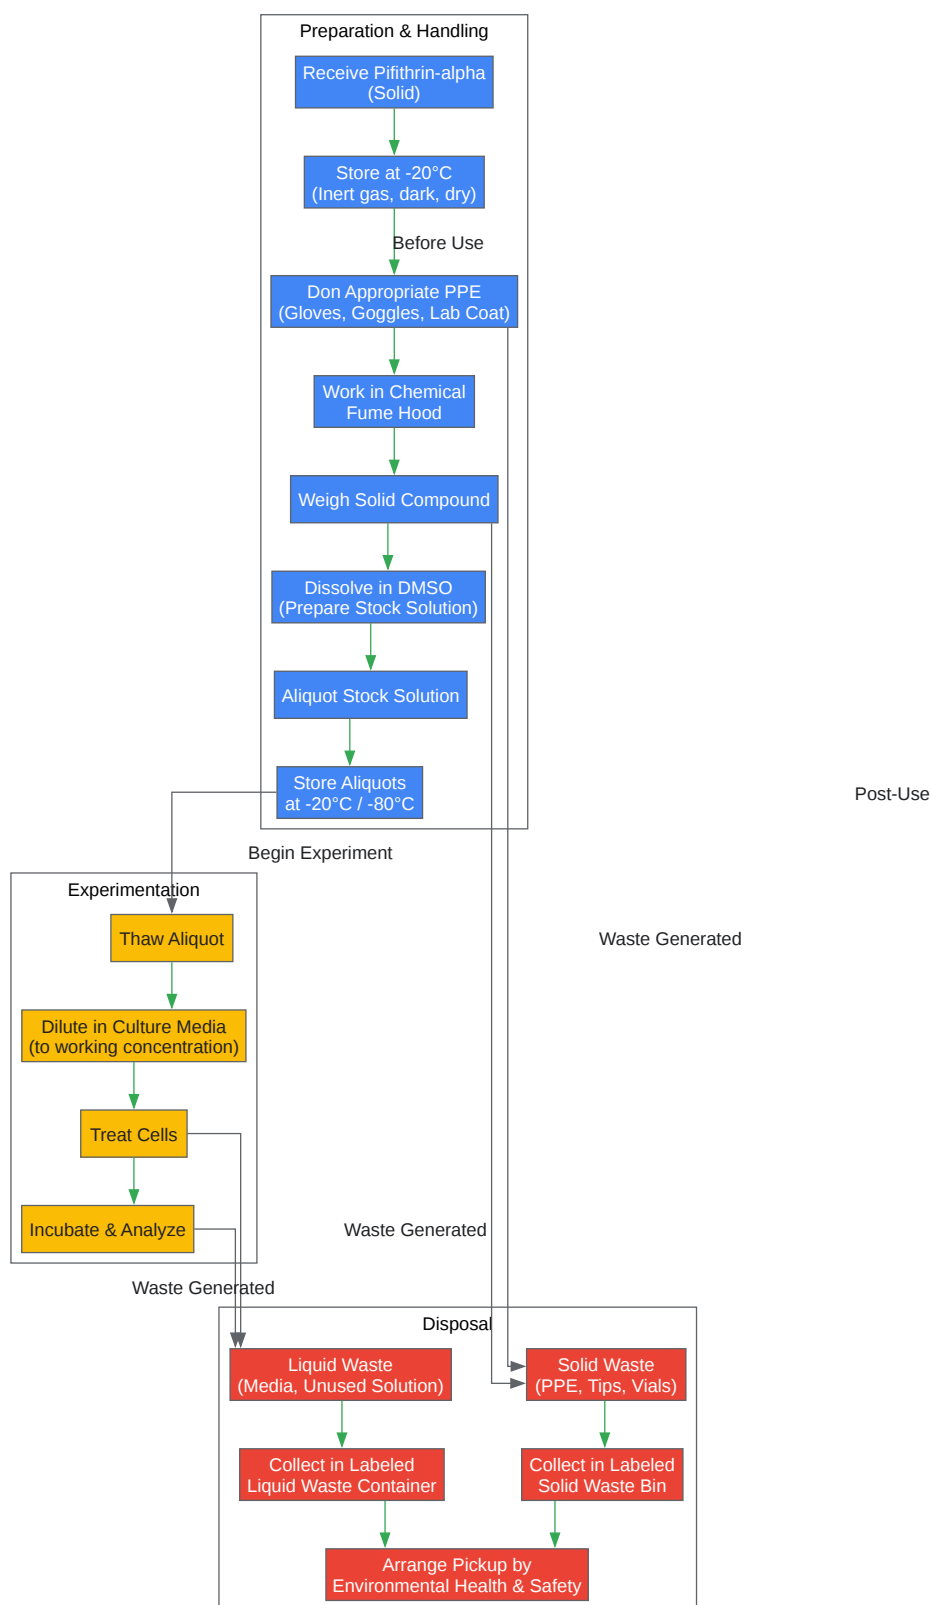 Preparation & Handling
Receive Pifithrin-alpha
(Solid)
Store at -20°C
(Inert gas, dark, dry)
Before Use
Don Appropriate PPE
(Gloves, Goggles, Lab Coat)
Work in Chemical
Fume Hood
Weigh Solid Compound
Dissolve in DMSO
(Prepare Stock Solution)
Aliquot Stock Solution
Store Aliquots
at -20°C / -80°C
Post-Use
Begin Experiment
Experimentation
Thaw Aliquot
Waste Generated
Dilute in Culture Media
(to working concentration)
Treat Cells
Incubate & Analyze
Waste Generated
Waste Generated
Disposal
Liquid Waste
(Media, Unused Solution)
Solid Waste
(PPE, Tips, Vials)
Collect in Labeled
Liquid Waste Container
Collect in Labeled
Solid Waste Bin
Arrange Pickup by
Environmental Health & Safety